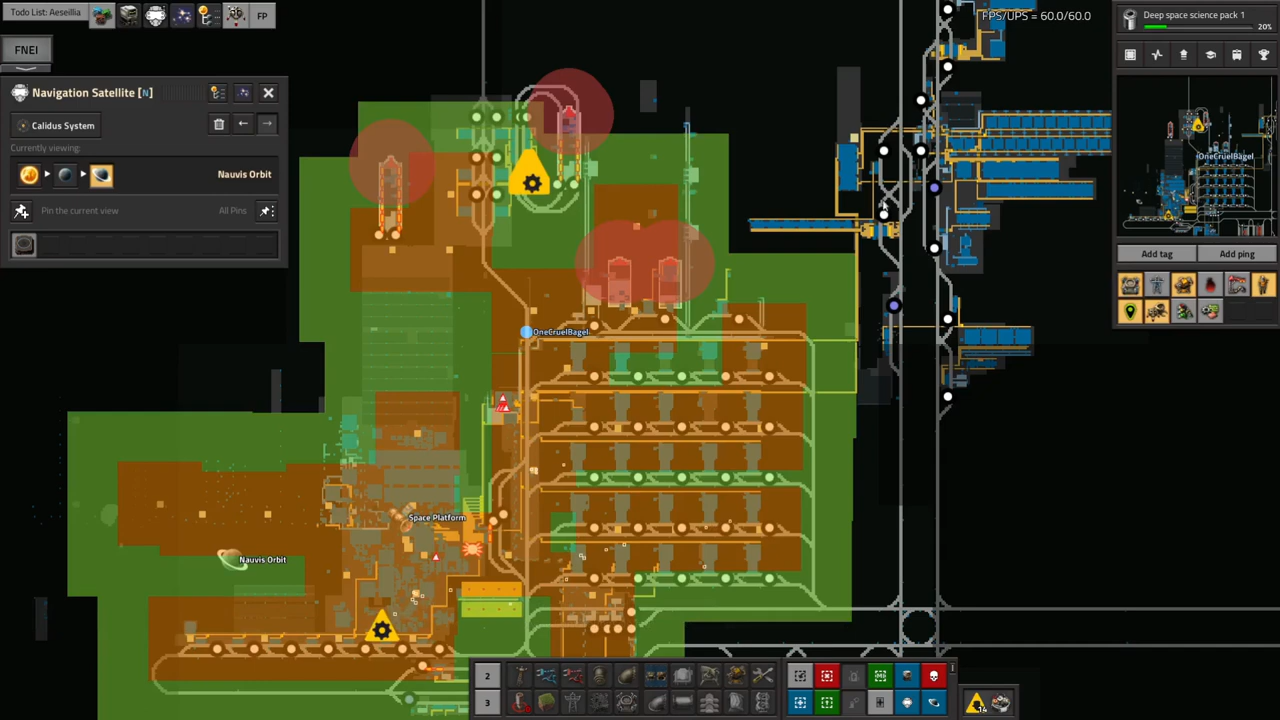 Todo List: Aeseillia
FP
FPS/UPS = 60.0/60.0
Deep space science pack 1
20%
FNEI
Navigation Satellite [N]
Calidus System
Currently viewing:
Nauvis Orbit
Pin the current view
All Pins
OneCruelBagel
OneCruelBagel
Add tag
Add ping
Space Platform
Nauvis Orbit
2
3
14